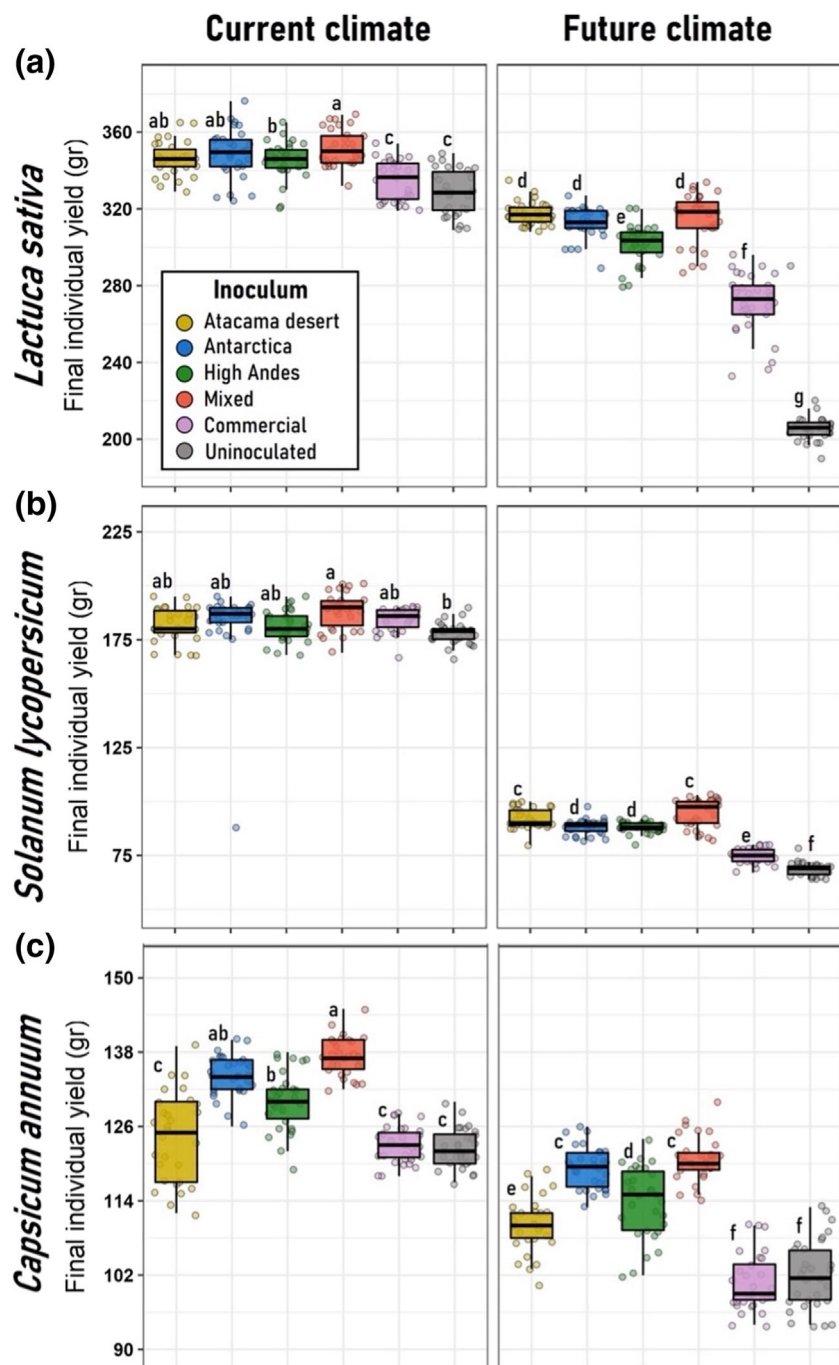 Current climate
Future climate
(a)
Lactuca sativa
Final individual yield (gr)
360
320
280
240
200
ab
ab
b
a
c
c
d
d
e
d
f
g
Inoculum
Atacama desert
Antarctica
High Andes
Mixed
Commercial
Uninoculated
(b)
Solanum lycopersicum
Final individual yield (gr)
225
175
125
75
ab
ab
ab
a
ab
b
c
d
d
c
e
f
(c)
Capsicum annuum
Final individual yield (gr)
150
138
126
114
102
90
c
ab
b
a
c
c
e
c
d
c
f
f